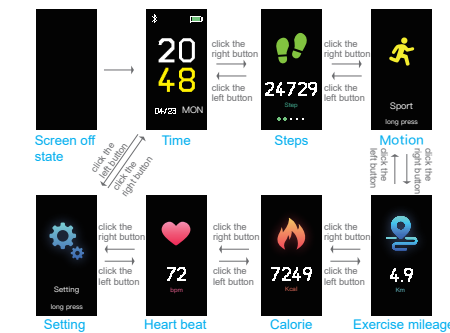 20
48
04/23 MON
click the
right button
click the
left button
24729
Step
click the
right button
click the
left button
Sport
long press
Screen off
state
Time
Steps
Motion
click the
left button
click the
right button
click the
left button
click the
right button
Setting
long press
click the
right button
click the
left button
72
bpm
click the
right button
click the
left button
7249
Kcal
click the
right button
click the
left button
4.9
Km
Setting
Heart beat
Calorie
Exercise mileage